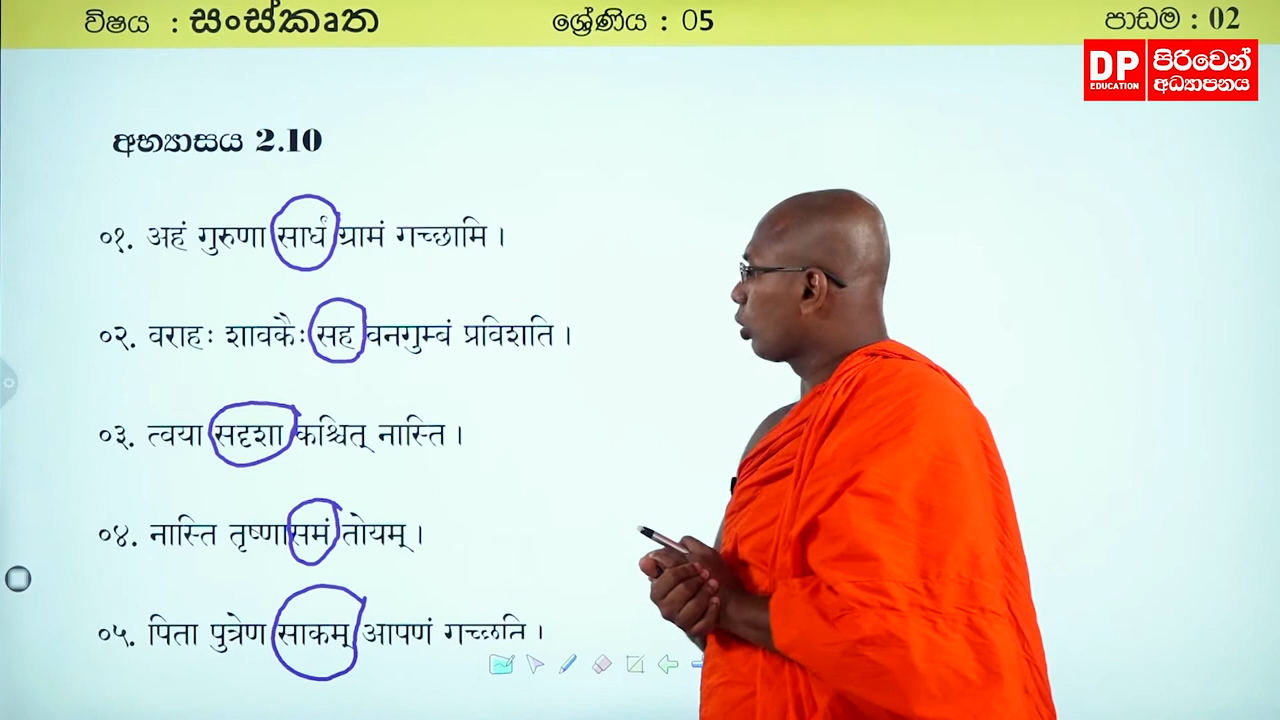 විෂය : සංස්කෘත ශ්‍රේණිය : 05 පාඩම : 02
DP EDUCATION පිරිවෙන් අධ්‍යාපනය
අභ්‍යාසය 2.10
०१. अहं गुरुणा सार्धं ग्रामं गच्छामि ।
०२. वराहः शावकैः सह वनगुम्बं प्रविशति ।
०३. त्वया सदृशा कश्चित् नास्ति ।
०४. नास्ति तृष्णासमं तोयम् ।
०५. पिता पुत्रेण साकम् आपणं गच्छति ।